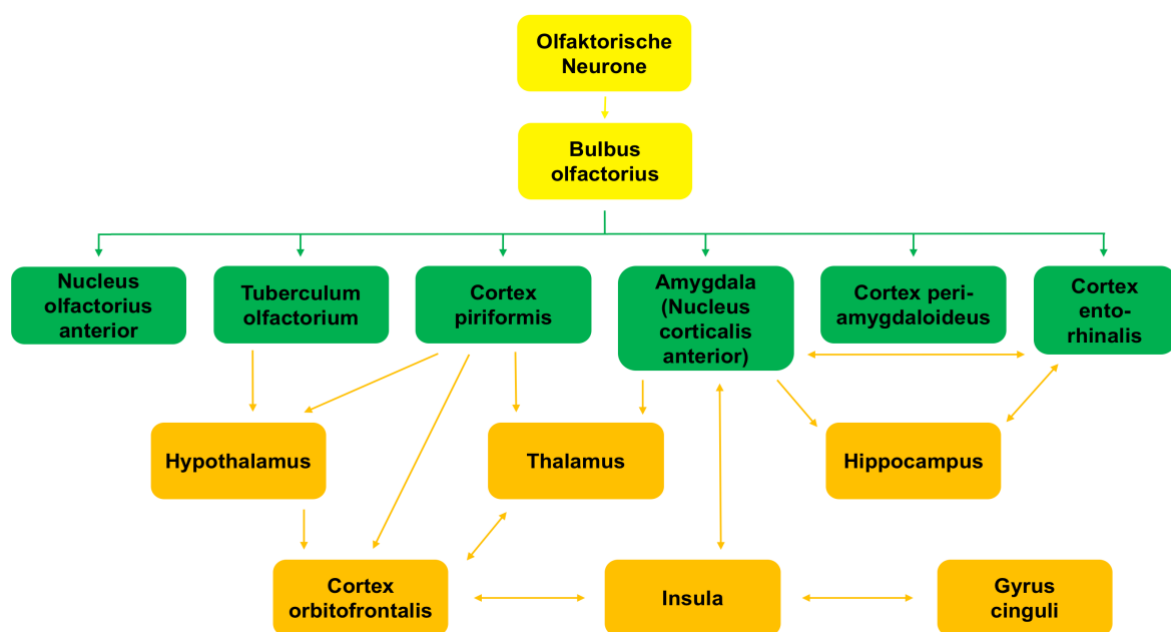 Olfaktorische
Neurone
Bulbus
olfactorius
Nucleus
olfactorius
anterior
Tuberculum
olfactorium
Cortex
piriformis
Amygdala
(Nucleus
corticalis
anterior)
Cortex peri-
amygdaloideus
Cortex
ento-
rhinalis
Hypothalamus
Thalamus
Hippocampus
Cortex
orbitofrontalis
Insula
Gyrus
cinguli